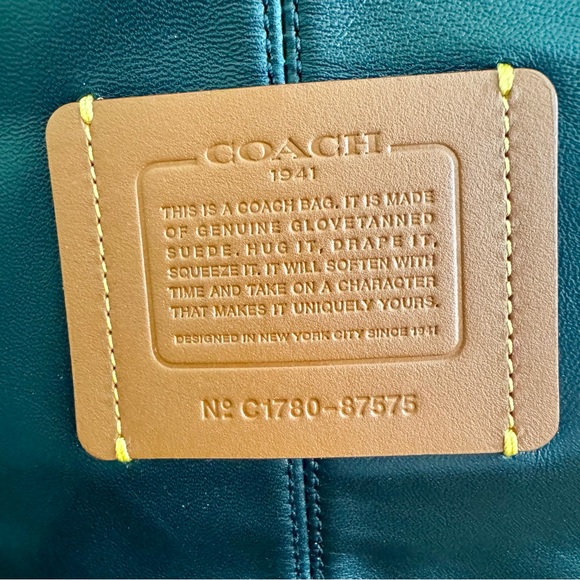 COACH
1941
THIS IS A COACH BAG. IT IS MADE
OF GENUINE GLOVETANNED
SUEDE. HUG IT, DRAPE IT,
SQUEEZE IT. IT WILL SOFTEN WITH
TIME AND TAKE ON A CHARACTER
THAT MAKES IT UNIQUELY YOURS.
DESIGNED IN NEW YORK CITY SINCE 1941
Nº C1780-87575